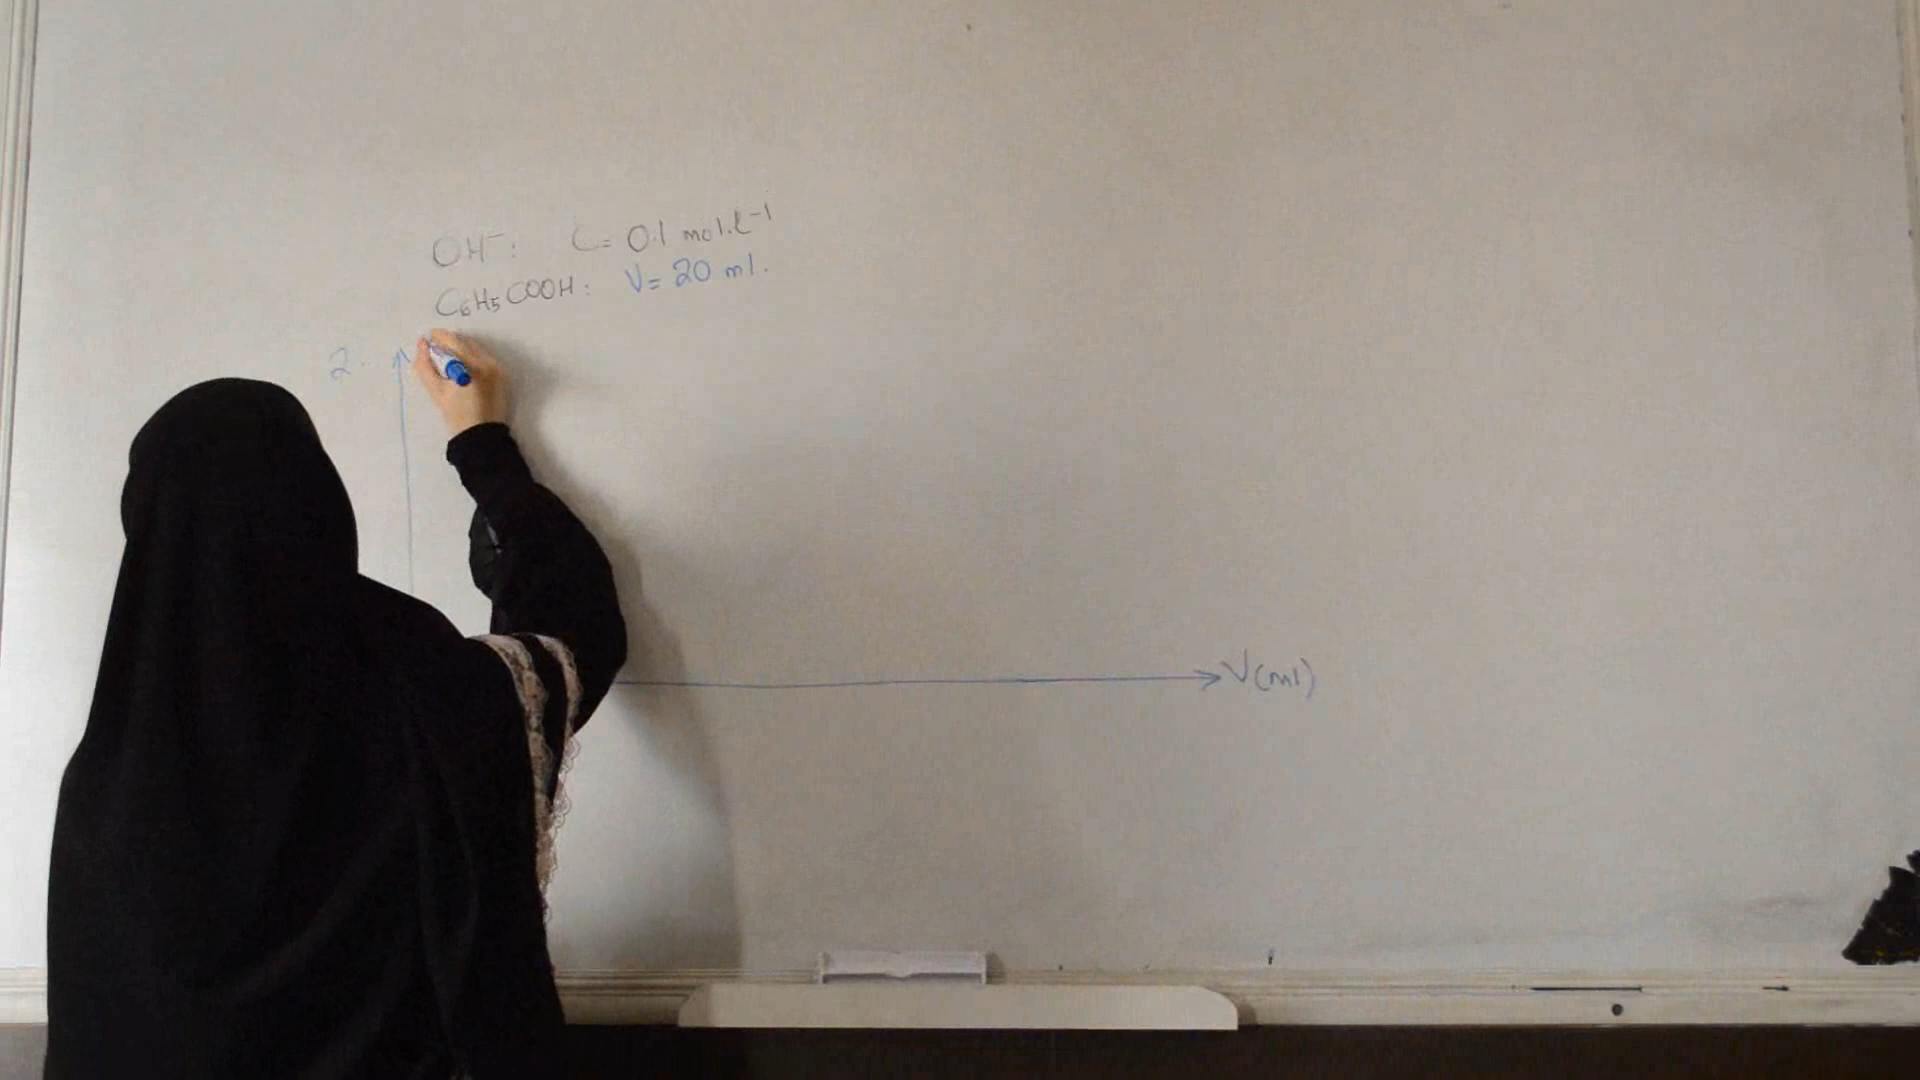 OH⁻: C= 0.1 mol.l⁻¹
C₆H₅COOH: V= 20 ml.
2.
V(ml)